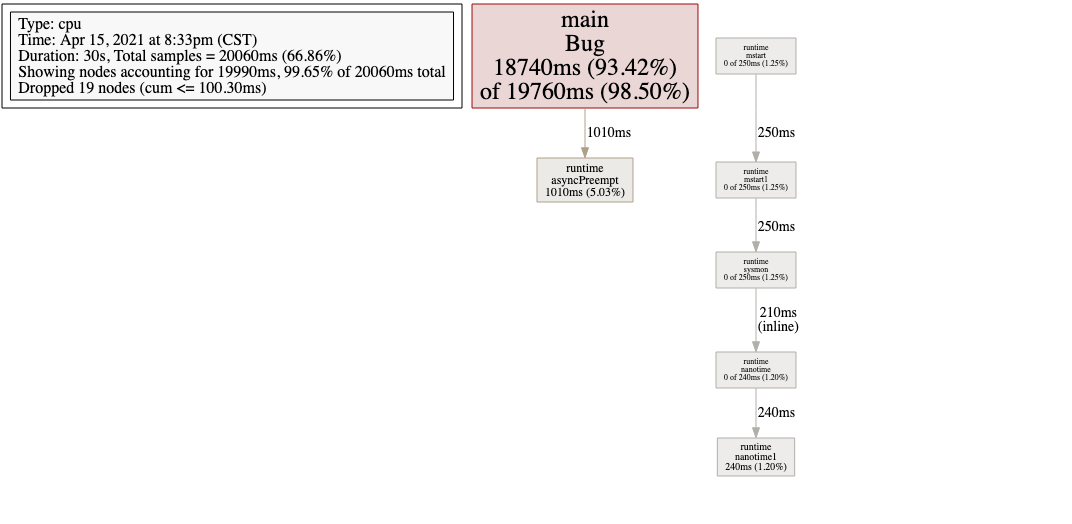 Type: cpu
Time: Apr 15, 2021 at 8:33pm (CST)
Duration: 30s, Total samples = 20060ms (66.86%)
Showing nodes accounting for 19990ms, 99.65% of 20060ms total
Dropped 19 nodes (cum <= 100.30ms)
main
Bug
18740ms (93.42%)
of 19760ms (98.50%)
1010ms
runtime
asyncPreempt
1010ms (5.03%)
runtime
mstart
0 of 250ms (1.25%)
250ms
runtime
mstart1
0 of 250ms (1.25%)
250ms
runtime
sysmon
0 of 250ms (1.25%)
210ms
(inline)
runtime
nanotime
0 of 240ms (1.20%)
240ms
runtime
nanotime1
240ms (1.20%)